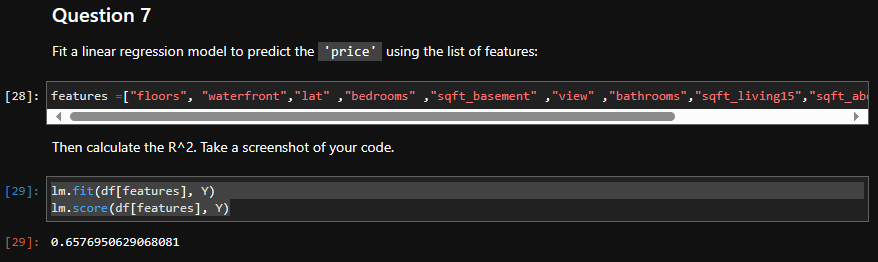 Question 7
Fit a linear regression model to predict the 'price' using the list of features:
[28]: features =["floors", "waterfront","lat" ,"bedrooms" ,"sqft_basement" ,"view" ,"bathrooms","sqft_living15","sqft_ab
Then calculate the R^2. Take a screenshot of your code.
[29]: lm.fit(df[features], Y)
lm.score(df[features], Y)
[29]: 0.6576950629068081